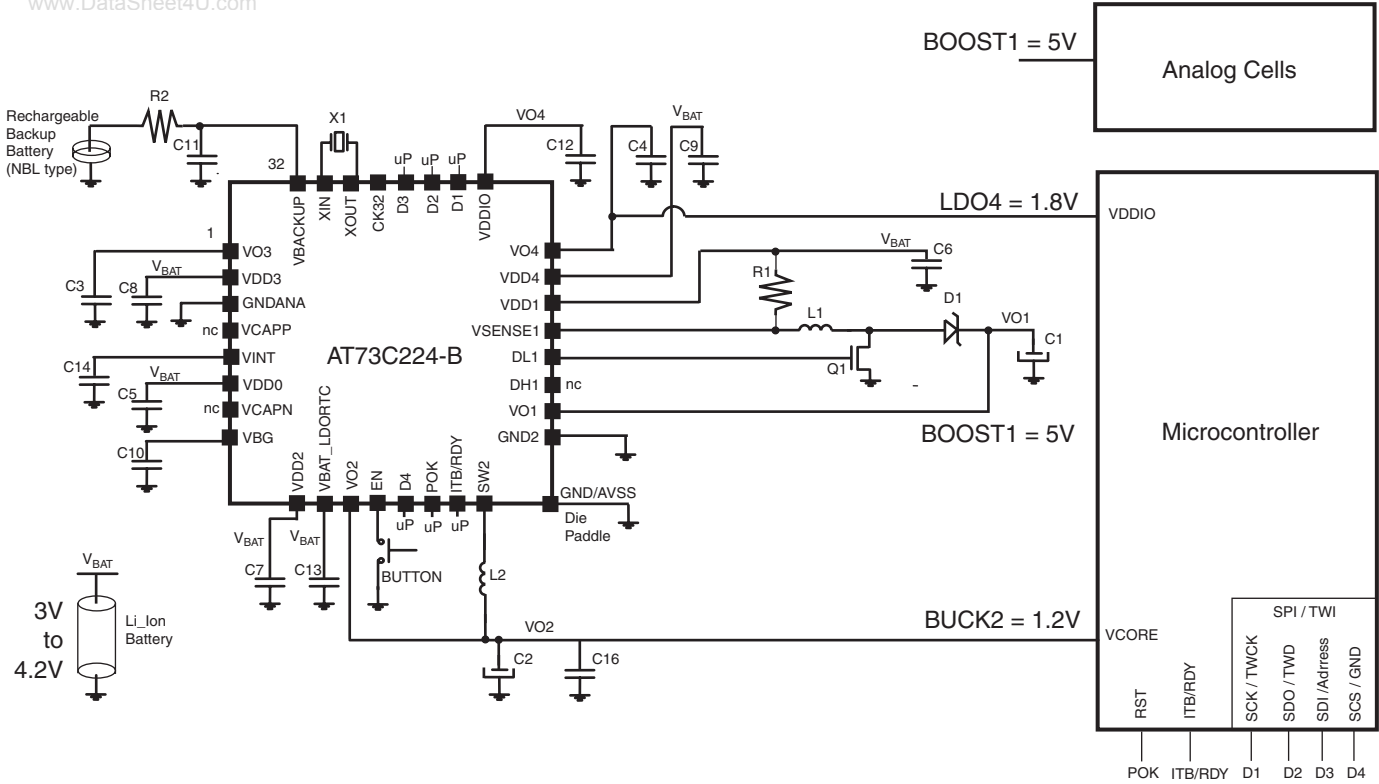 www.DataSheet4U.com
BOOST1 = 5V
Analog Cells
Rechargeable
Backup
Battery
(NBL type)
R2
C11
X1
VO4
C12
C4
VBAT
C9
32
uP
uP
uP
VBACKUP
XIN
XOUT
CK32
D3
D2
D1
VDDIO
LDO4 = 1.8V
VDDIO
1
VO3
VDD3
GNDANA
nc
VCAPP
VINT
VDD0
nc
VCAPN
VBG
C3
C8
VBAT
C14
C5
VBAT
C10
AT73C224-B
VO4
VDD4
VDD1
VSENSE1
DL1
DH1
nc
VO1
GND2
VBAT
C6
R1
L1
D1
VO1
C1
Q1
BOOST1 = 5V
Microcontroller
VDD2
VBAT_LDORTC
VO2
EN
D4
POK
ITB/RDY
SW2
GND/AVSS
Die
Paddle
uP
uP
uP
VBAT
VBAT
C7
C13
BUTTON
L2
VBAT
3V
to
4.2V
Li_Ion
Battery
VO2
C2
C16
BUCK2 = 1.2V
VCORE
SPI / TWI
RST
ITB/RDY
SCK / TWCK
SDO / TWD
SDI /Adrress
SCS / GND
POK
ITB/RDY
D1
D2
D3
D4